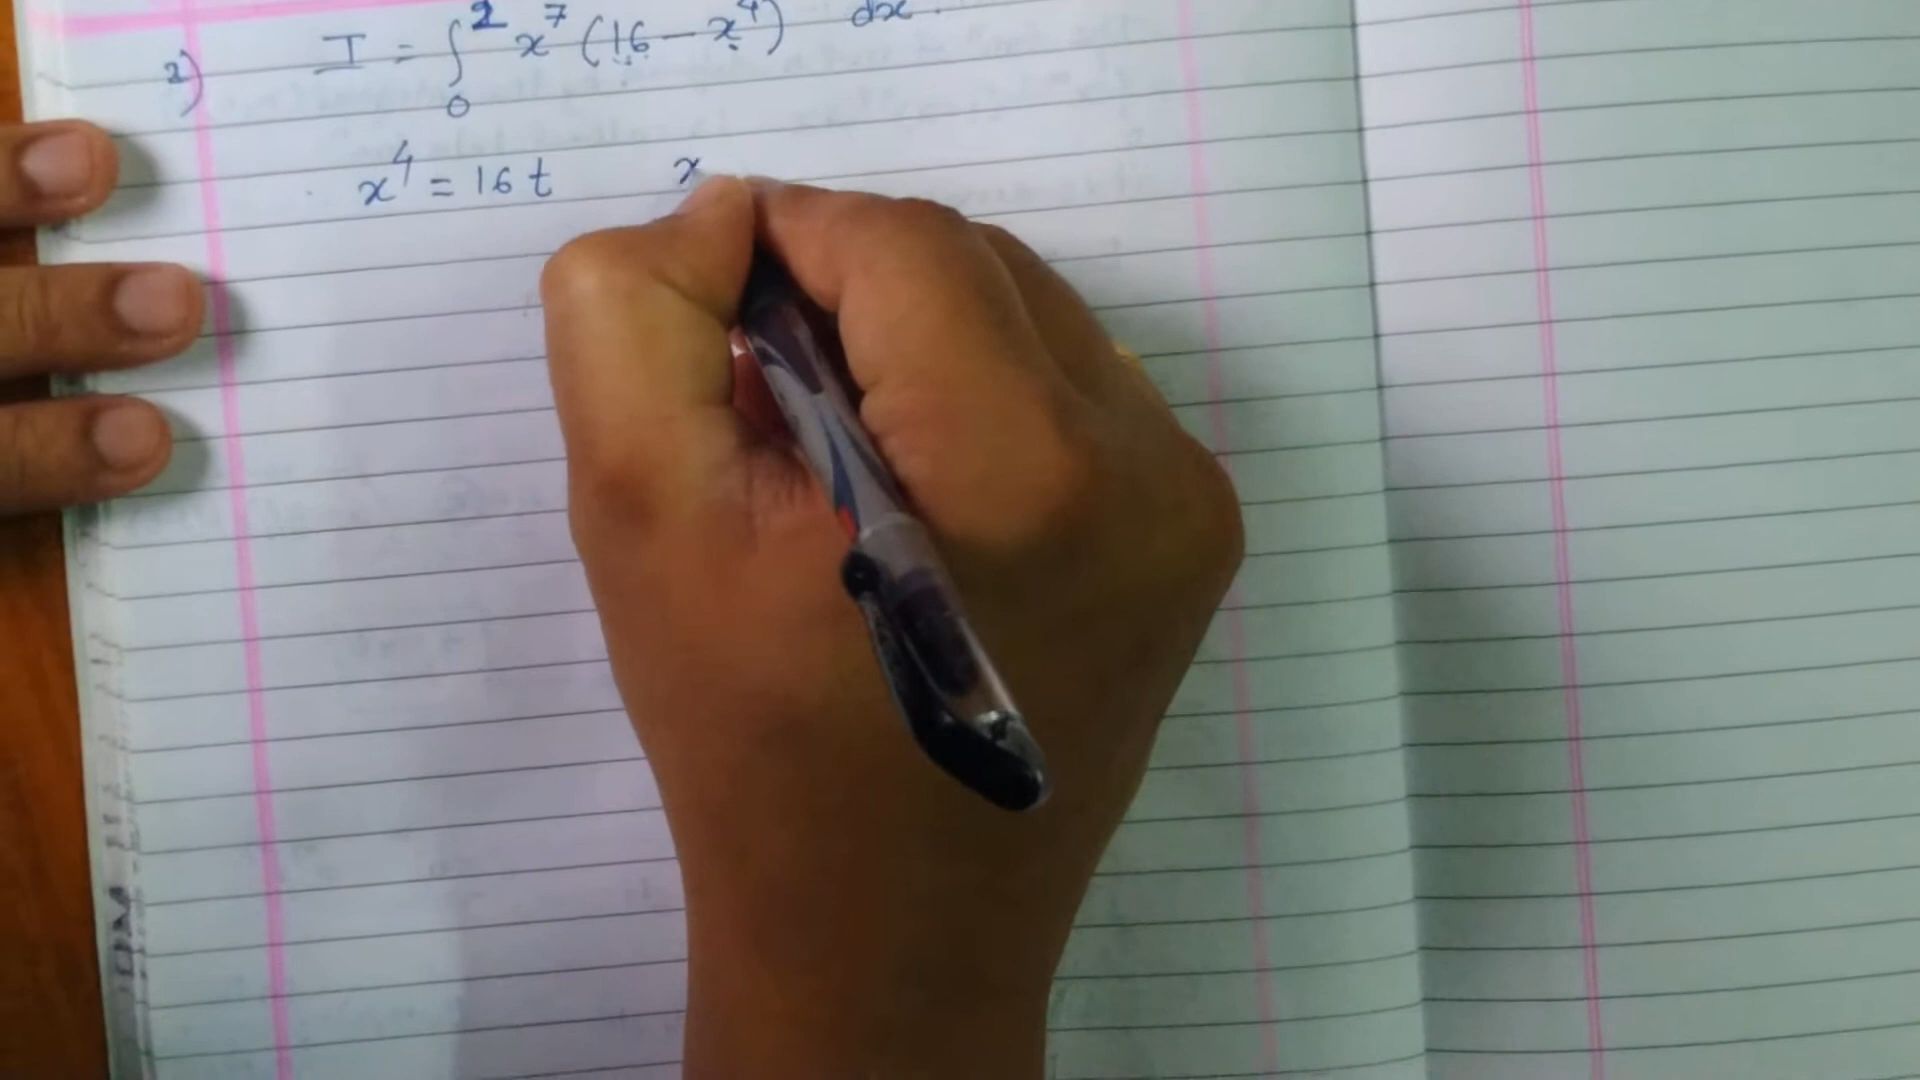 2) I = ∫₀² x⁷ (16 − x⁴) dx.
x⁴ = 16 t x